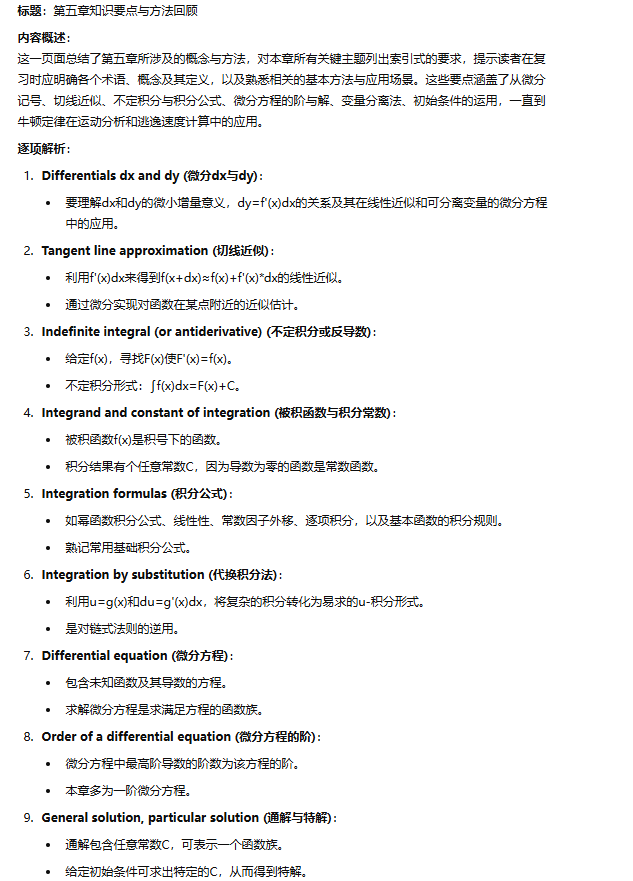 标题：第五章知识要点与方法回顾
内容概述：
这一页面总结了第五章所涉及的概念与方法，对本章所有关键主题列出索引式的要求，提示读者在复
习时应明确各个术语、概念及其定义，以及熟悉相关的基本方法与应用场景。这些要点涵盖了从微分
记号、切线近似、不定积分与积分公式、微分方程的阶与解、变量分离法、初始条件的运用，一直到
牛顿定律在运动分析和逃逸速度计算中的应用。
逐项解析：
1. Differentials dx and dy (微分dx与dy)：
• 要理解dx和dy的微小增量意义，dy=f'(x)dx的关系及其在线性近似和可分离变量的微分方程
中的应用。
2. Tangent line approximation (切线近似)：
• 利用f'(x)dx来得到f(x+dx)≈f(x)+f'(x)*dx的线性近似。
• 通过微分实现对函数在某点附近的近似估计。
3. Indefinite integral (or antiderivative) (不定积分或反导数)：
• 给定f(x)，寻找F(x)使F'(x)=f(x)。
• 不定积分形式：∫f(x)dx=F(x)+C。
4. Integrand and constant of integration (被积函数与积分常数)：
• 被积函数f(x)是积号下的函数。
• 积分结果有个任意常数C，因为导数为零的函数是常数函数。
5. Integration formulas (积分公式)：
• 如幂函数积分公式、线性性、常数因子外移、逐项积分，以及基本函数的积分规则。
• 熟记常用基础积分公式。
6. Integration by substitution (代换积分法)：
• 利用u=g(x)和du=g'(x)dx，将复杂的积分转化为易求的u-积分形式。
• 是对链式法则的逆用。
7. Differential equation (微分方程)：
• 包含未知函数及其导数的方程。
• 求解微分方程是求满足方程的函数族。
8. Order of a differential equation (微分方程的阶)：
• 微分方程中最高阶导数的阶数为该方程的阶。
• 本章多为一阶微分方程。
9. General solution, particular solution (通解与特解)：
• 通解包含任意常数C，可表示一个函数族。
• 给定初始条件可求出特定的C，从而得到特解。